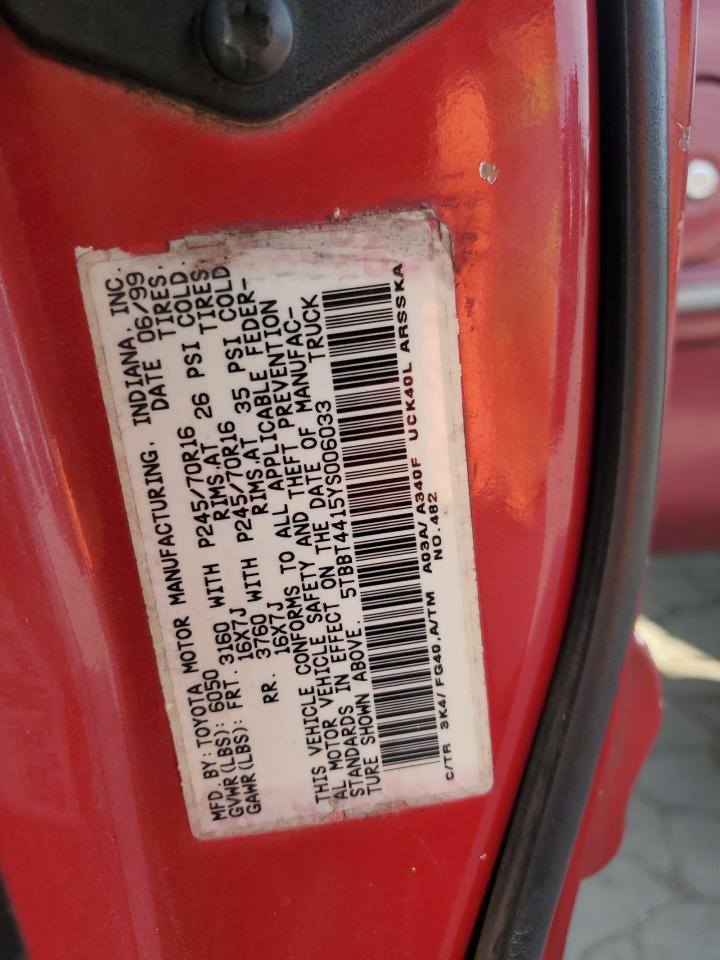 MFD. BY: TOYOTA MOTOR MANUFACTURING, INDIANA, INC.
GVWR(LBS): 6050 DATE 06/99
GAWR(LBS): FRT. 3160 WITH P245/70R16 TIRES,
16X7J RIMS,AT 26 PSI COLD.
RR. 3760 WITH P245/70R16 TIRES
16X7J RIMS,AT 35 PSI COLD
THIS VEHICLE CONFORMS TO ALL APPLICABLE FEDER-
AL MOTOR VEHICLE SAFETY AND THEFT PREVENTION
STANDARDS IN EFFECT ON THE DATE OF MANUFAC-
TURE SHOWN ABOVE. 5TBBT4415YS006033 TRUCK
C/TR 3K4/ FG40,A/TM A03A/ A340F UCK40L ARSSKA
NO.482